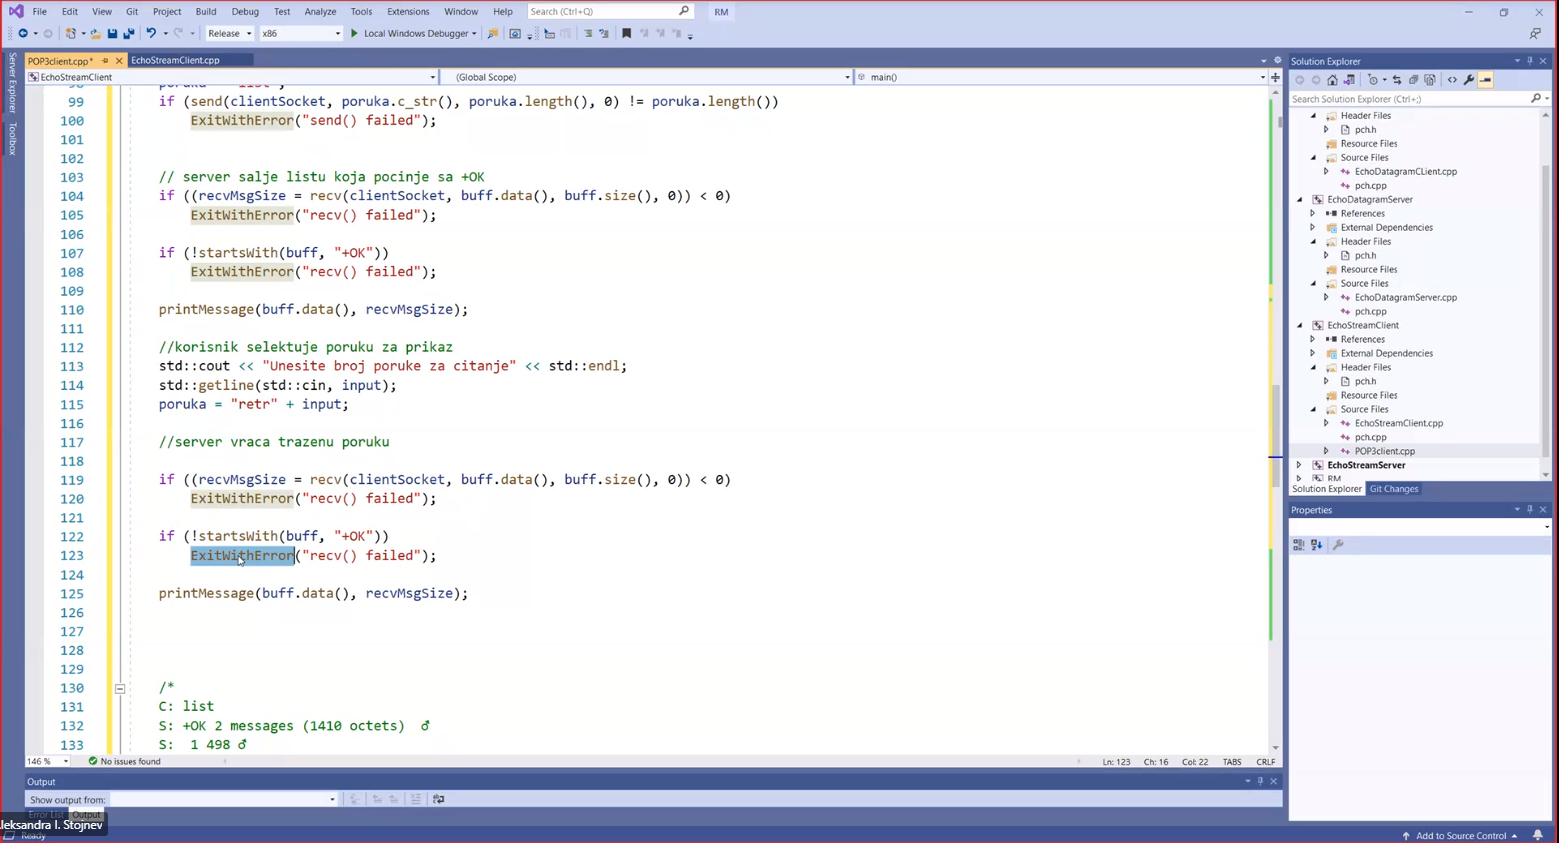 File Edit View Git Project Build Debug Test Analyze Tools Extensions Window Help Search (Ctrl+Q) RM
Release x86 Local Windows Debugger
POP3client.cpp* EchoStreamClient.cpp
EchoStreamClient (Global Scope) main()
Server Explorer
Toolbox
99 if (send(clientSocket, poruka.c_str(), poruka.length(), 0) != poruka.length())
100 ExitWithError("send() failed");
101
102
103 // server salje listu koja pocinje sa +OK
104 if ((recvMsgSize = recv(clientSocket, buff.data(), buff.size(), 0)) < 0)
105 ExitWithError("recv() failed");
106
107 if (!startsWith(buff, "+OK"))
108 ExitWithError("recv() failed");
109
110 printMessage(buff.data(), recvMsgSize);
111
112 //korisnik selektuje poruku za prikaz
113 std::cout << "Unesite broj poruke za citanje" << std::endl;
114 std::getline(std::cin, input);
115 poruka = "retr" + input;
116
117 //server vraca trazenu poruku
118
119 if ((recvMsgSize = recv(clientSocket, buff.data(), buff.size(), 0)) < 0)
120 ExitWithError("recv() failed");
121
122 if (!startsWith(buff, "+OK"))
123 ExitWithError("recv() failed");
124
125 printMessage(buff.data(), recvMsgSize);
126
127
128
129
130 /*
131 C: list
132 S: +OK 2 messages (1410 octets) ♂
133 S: 1 498 ♂
146 % No issues found Ln: 123 Ch: 16 Col: 22 TABS CRLF
Output
Show output from:
Error List Output
leksandra I. Stojnev
Ready
Solution Explorer
Search Solution Explorer (Ctrl+;)
Header Files
pch.h
Resource Files
Source Files
EchoDatagramCLient.cpp
pch.cpp
EchoDatagramServer
References
External Dependencies
Header Files
pch.h
Resource Files
Source Files
EchoDatagramServer.cpp
pch.cpp
EchoStreamClient
References
External Dependencies
Header Files
pch.h
Resource Files
Source Files
EchoStreamClient.cpp
pch.cpp
POP3client.cpp
EchoStreamServer
RM
Solution Explorer Git Changes
Properties
Add to Source Control